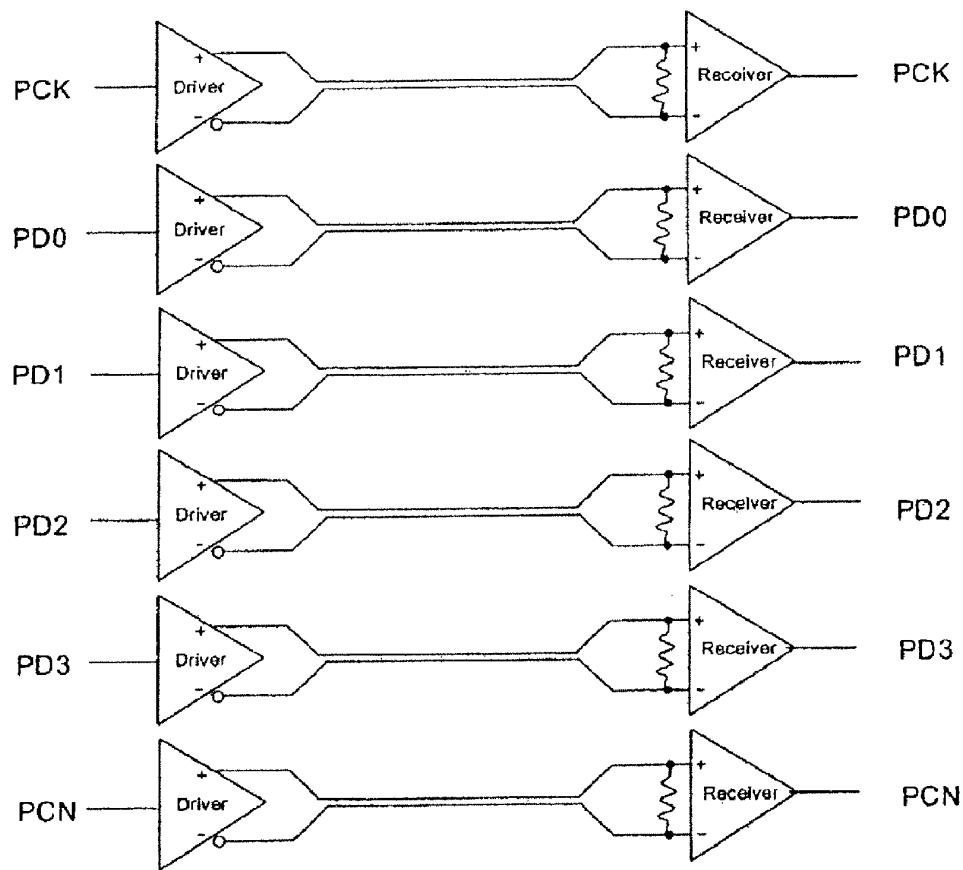 PCK + Driver - + Receiver - PCK
PD0 + Driver - + Receiver - PD0
PD1 + Driver - + Receiver - PD1
PD2 + Driver - + Receiver - PD2
PD3 + Driver - + Receiver - PD3
PCN + Driver - + Receiver - PCN